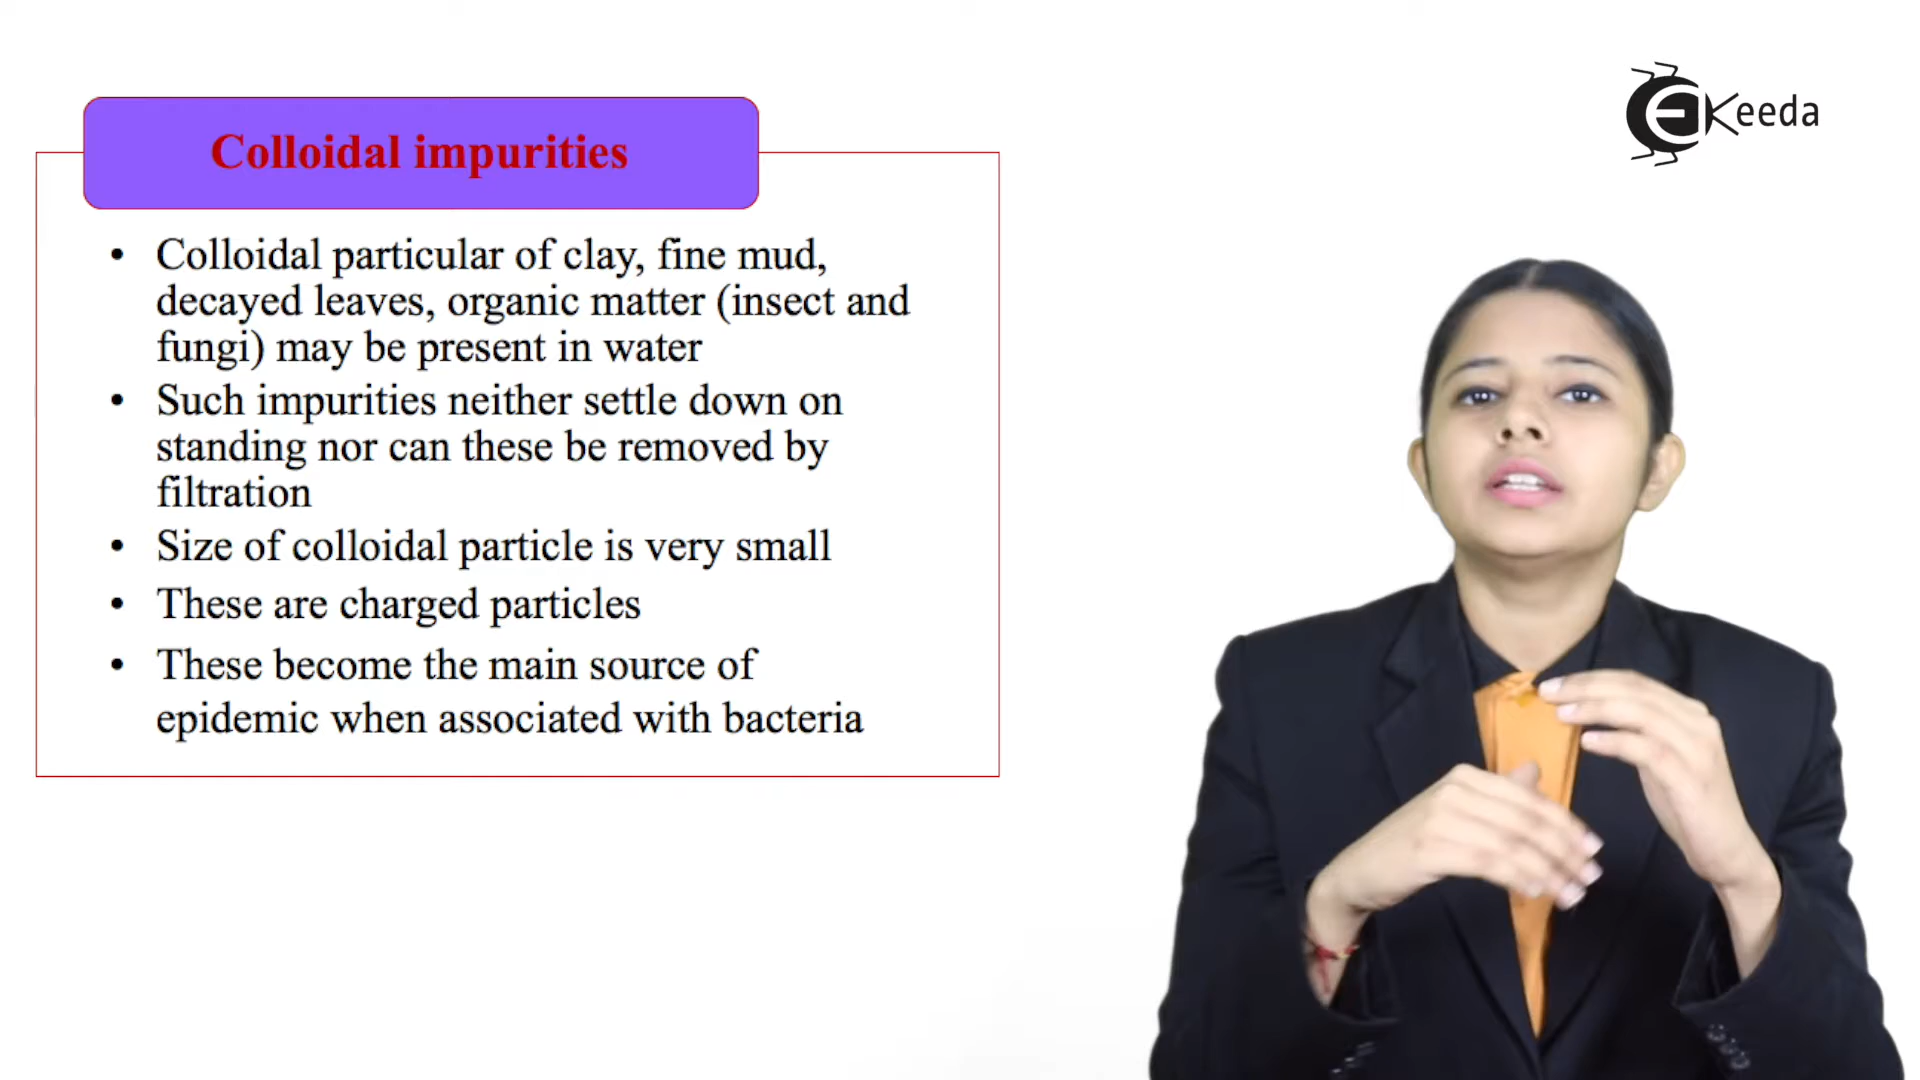 Keeda
Colloidal impurities
• Colloidal particular of clay, fine mud,
decayed leaves, organic matter (insect and
fungi) may be present in water
• Such impurities neither settle down on
standing nor can these be removed by
filtration
• Size of colloidal particle is very small
• These are charged particles
• These become the main source of
epidemic when associated with bacteria